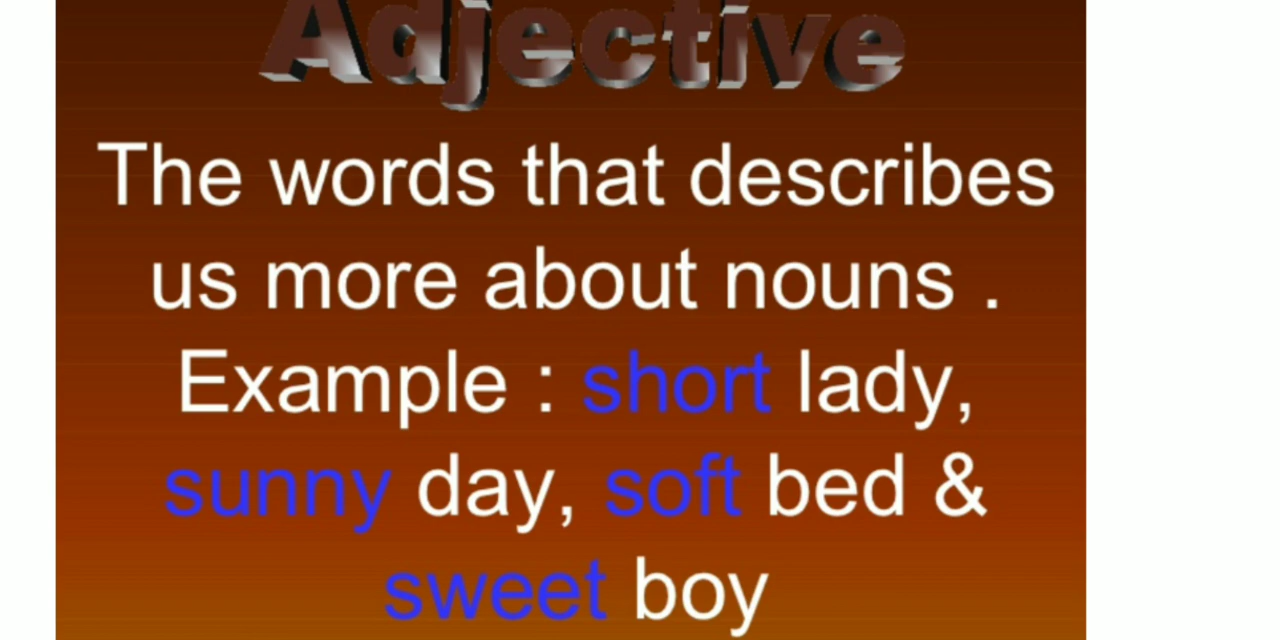 Adjective
The words that describes
us more about nouns .
Example : short lady,
sunny day, soft bed &
sweet boy